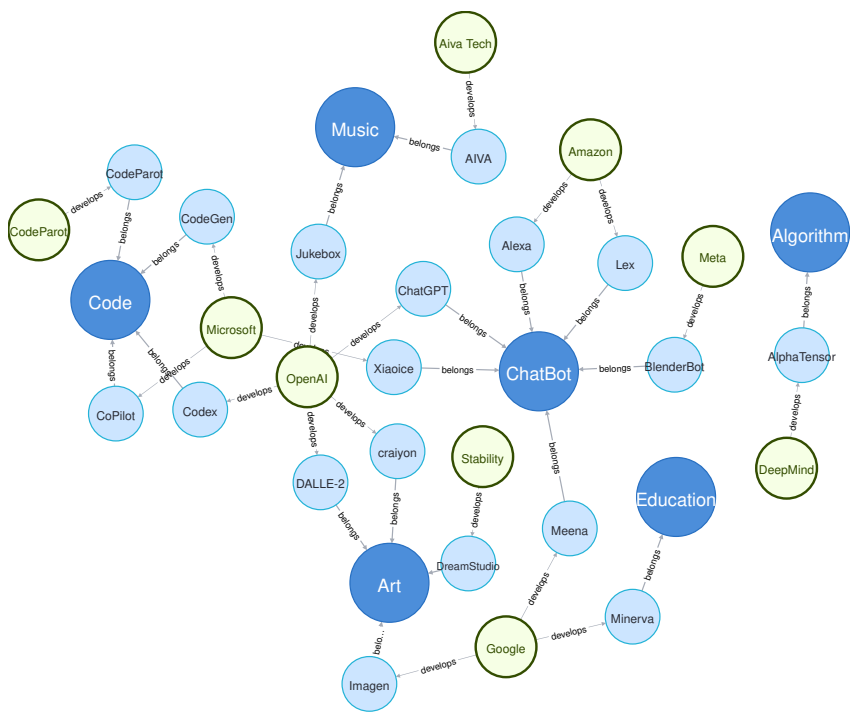 Aiva Tech
develops
Music
belongs
AIVA
Amazon
CodeParot
develops
CodeParot
belongs
CodeGen
belongs
develops
belongs
Jukebox
develops
develops
Alexa
Lex
Meta
Algorithm
Code
Microsoft
develops
ChatGPT
belongs
belongs
belongs
develops
belongs
develops
develops
Xiaoice
belongs
ChatBot
belongs
BlenderBot
AlphaTensor
belongs
belongs
develops
OpenAI
CoPilot
Codex
develops
develops
develops
craiyon
Stability
belongs
develops
DeepMind
DALLE-2
belongs
belongs
develops
Education
Meena
belongs
Art
DreamStudio
develops
belo...
Minerva
develops
Google
develops
Imagen